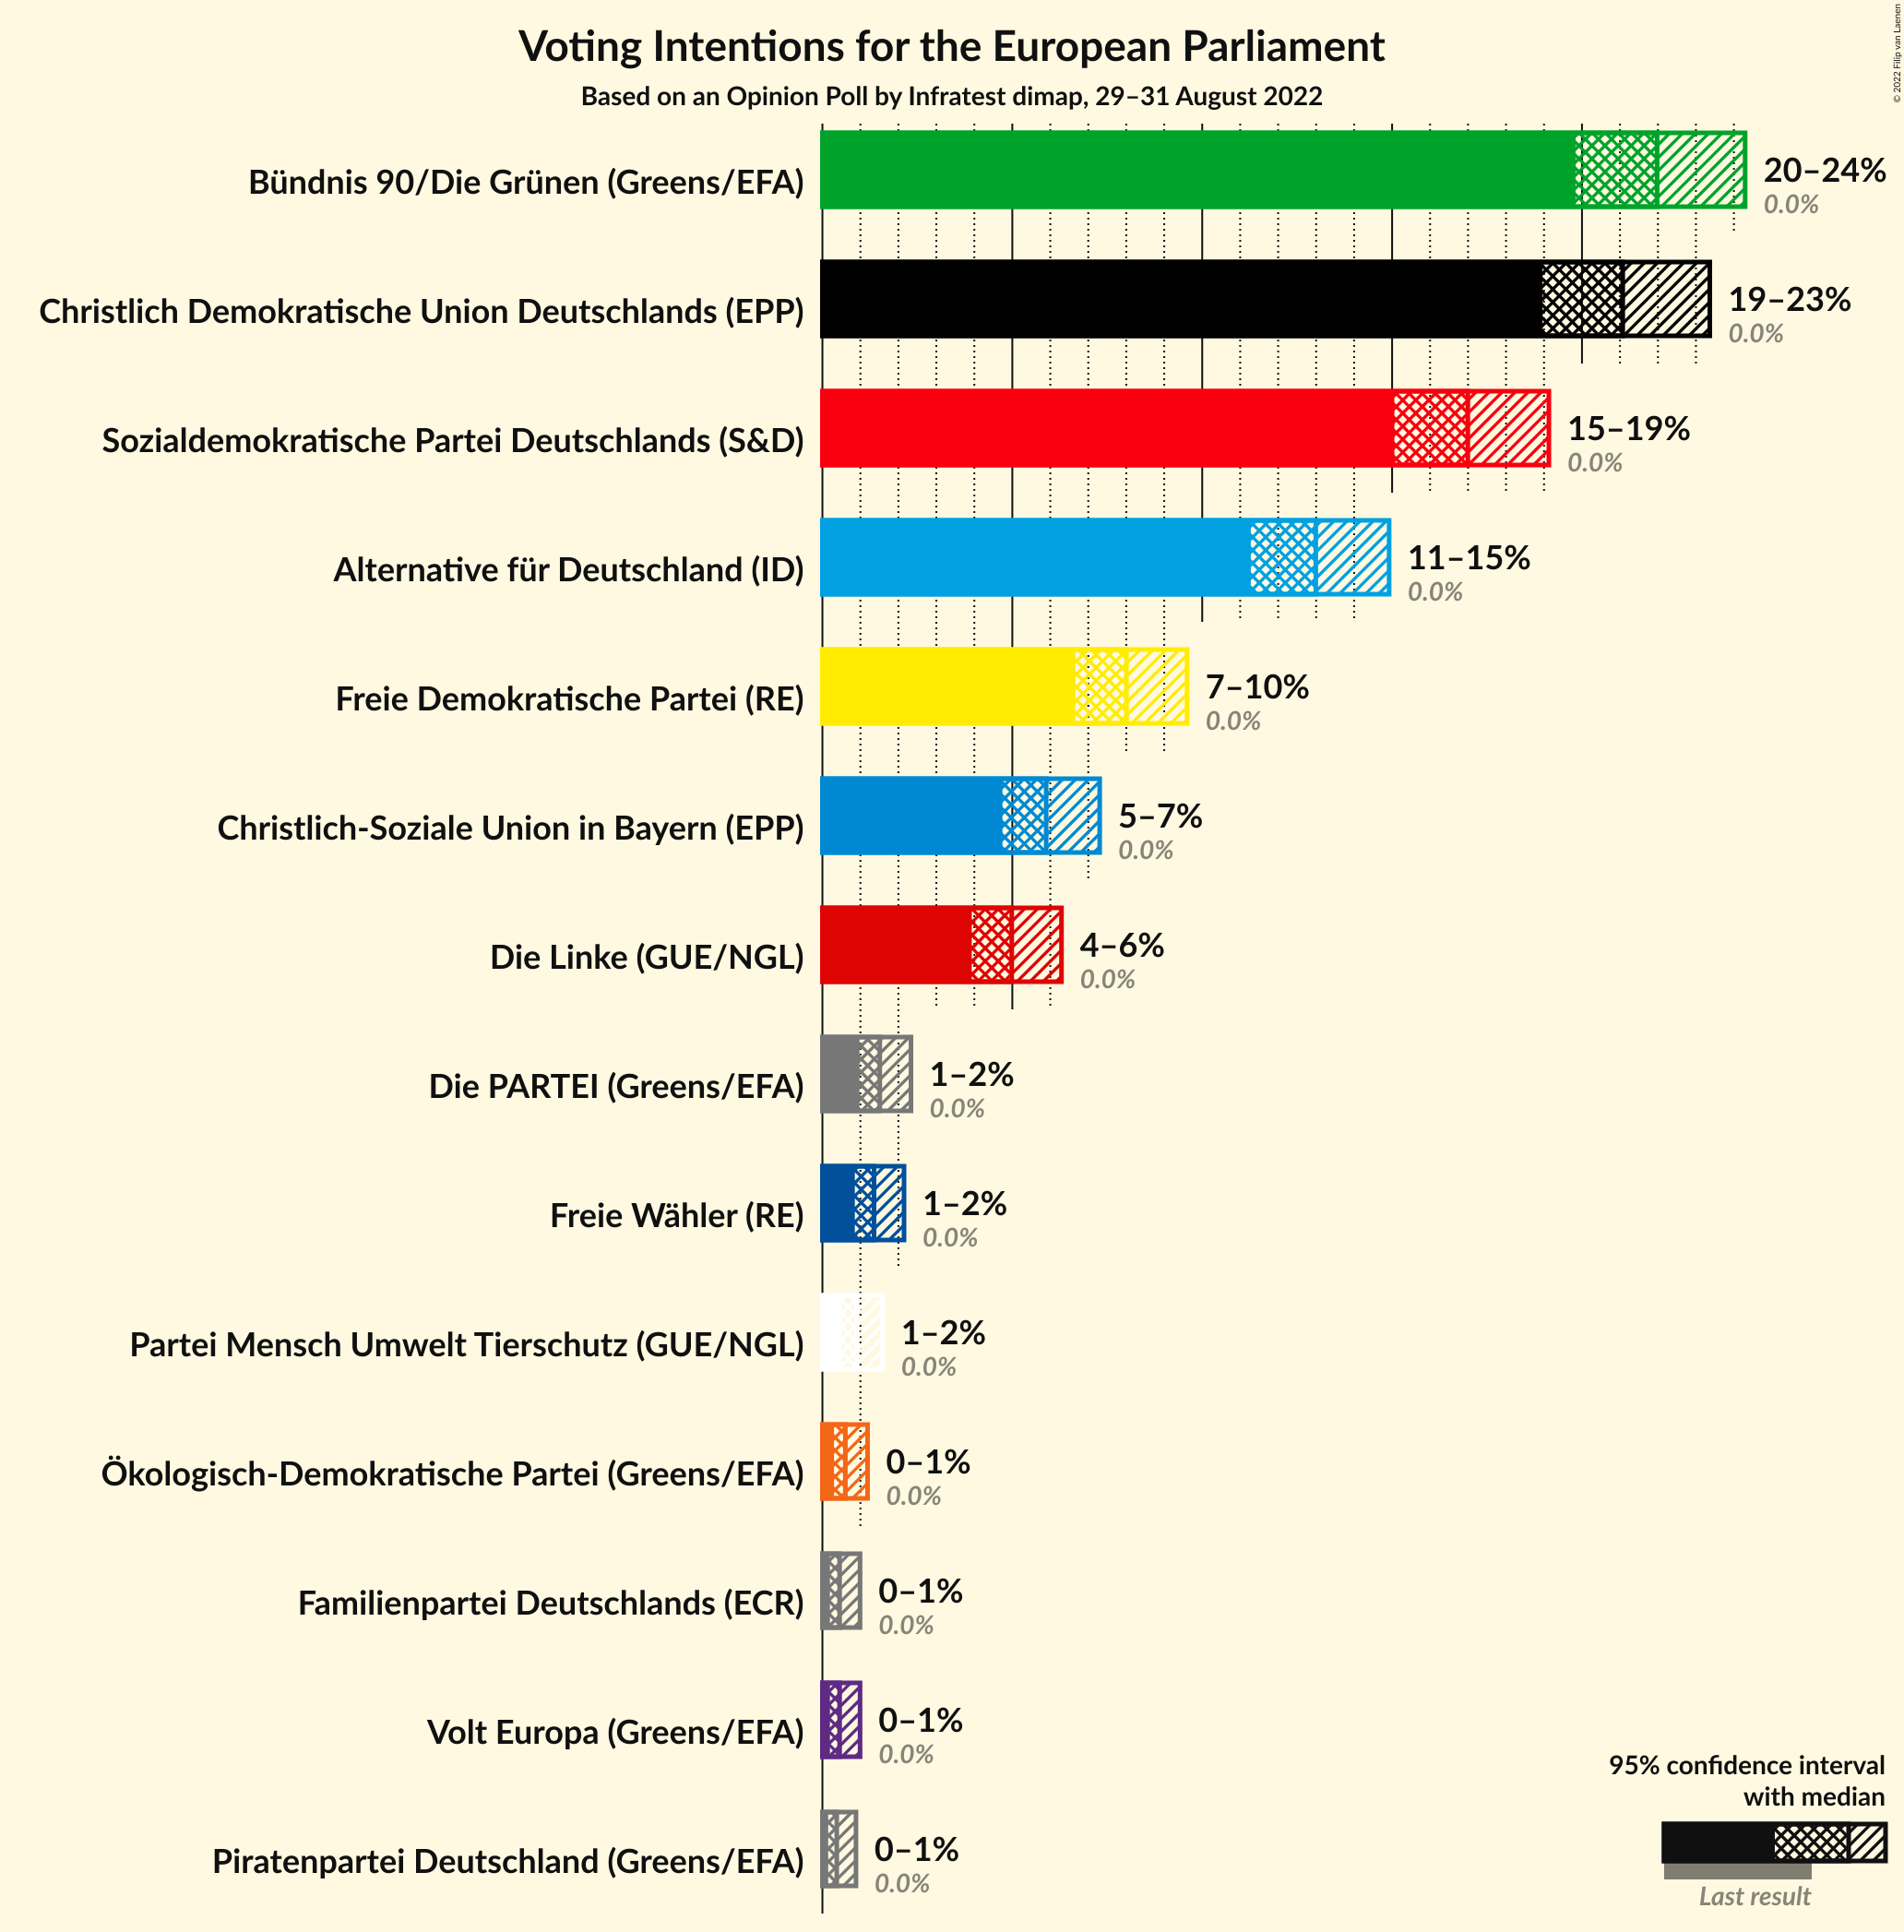 Voting Intentions for the European Parliament
Based on an Opinion Poll by Infratest dimap, 29–31 August 2022
© 2022 Filip van Laenen
Bündnis 90/Die Grünen (Greens/EFA)
20–24%
0.0%
Christlich Demokratische Union Deutschlands (EPP)
19–23%
0.0%
Sozialdemokratische Partei Deutschlands (S&D)
15–19%
0.0%
Alternative für Deutschland (ID)
11–15%
0.0%
Freie Demokratische Partei (RE)
7–10%
0.0%
Christlich-Soziale Union in Bayern (EPP)
5–7%
0.0%
Die Linke (GUE/NGL)
4–6%
0.0%
Die PARTEI (Greens/EFA)
1–2%
0.0%
Freie Wähler (RE)
1–2%
0.0%
Partei Mensch Umwelt Tierschutz (GUE/NGL)
1–2%
0.0%
Ökologisch-Demokratische Partei (Greens/EFA)
0–1%
0.0%
Familienpartei Deutschlands (ECR)
0–1%
0.0%
Volt Europa (Greens/EFA)
0–1%
0.0%
Piratenpartei Deutschland (Greens/EFA)
0–1%
0.0%
95% confidence interval
with median
Last result